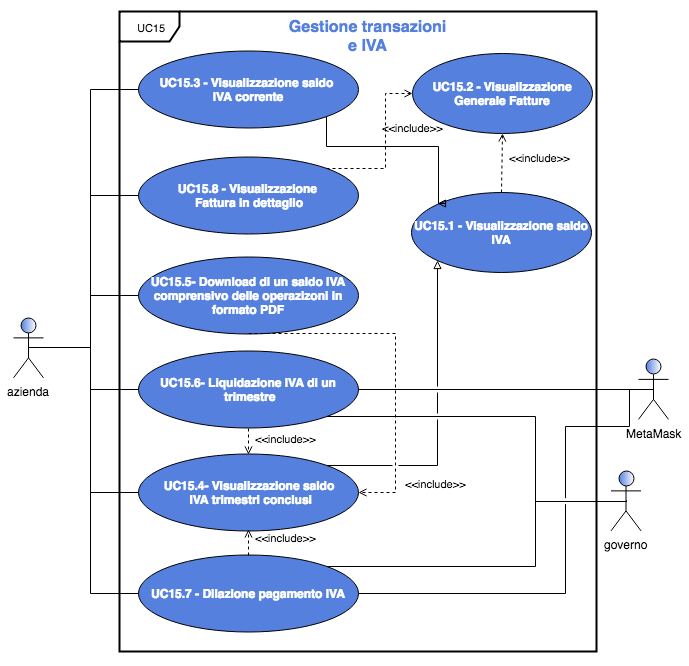 UC15
Gestione transazioni
e IVA
UC15.3 - Visualizzazione saldo
IVA corrente
UC15.2 - Visualizzazione
Generale Fatture
<<include>>
<<include>>
UC15.8 - Visualizzazione
Fattura in dettaglio
UC15.1 - Visualizzazione saldo
IVA
UC15.5- Download di un saldo IVA
comprensivo delle operazizoni in
formato PDF
azienda
UC15.6- Liquidazione IVA di un
trimestre
MetaMask
<<include>>
UC15.4- Visualizzazione saldo
IVA trimestri conclusi
<<include>>
governo
<<include>>
UC15.7 - Dilazione pagamento IVA